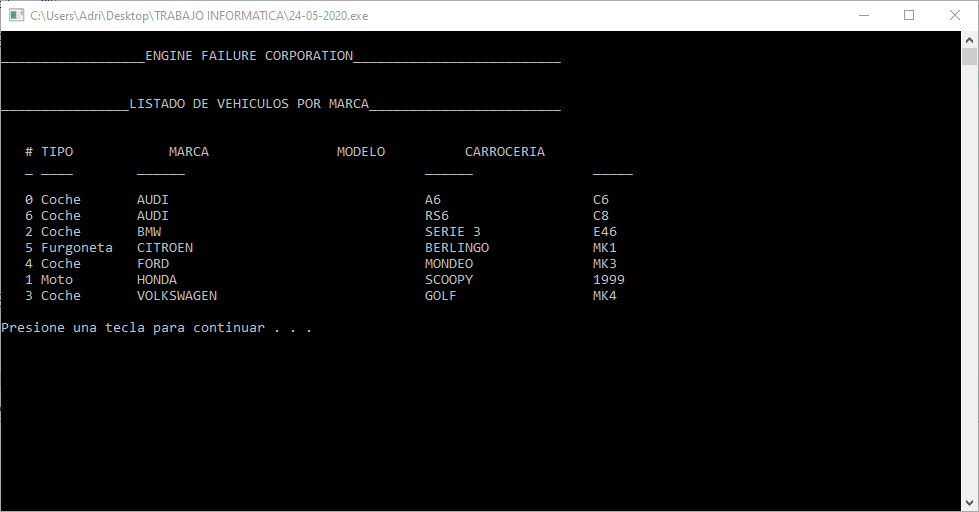 C:\Users\Adri\Desktop\TRABAJO INFORMATICA\24-05-2020.exe
__________________ENGINE FAILURE CORPORATION__________________________
________________LISTADO DE VEHICULOS POR MARCA________________________
# TIPO            MARCA                MODELO          CARROCERIA
_ ____        ______                              ______               _____
0 Coche       AUDI                                A6                   C6
6 Coche       AUDI                                RS6                  C8
2 Coche       BMW                                 SERIE 3              E46
5 Furgoneta   CITROEN                             BERLINGO             MK1
4 Coche       FORD                                MONDEO               MK3
1 Moto        HONDA                               SCOOPY               1999
3 Coche       VOLKSWAGEN                          GOLF                 MK4
Presione una tecla para continuar . . .